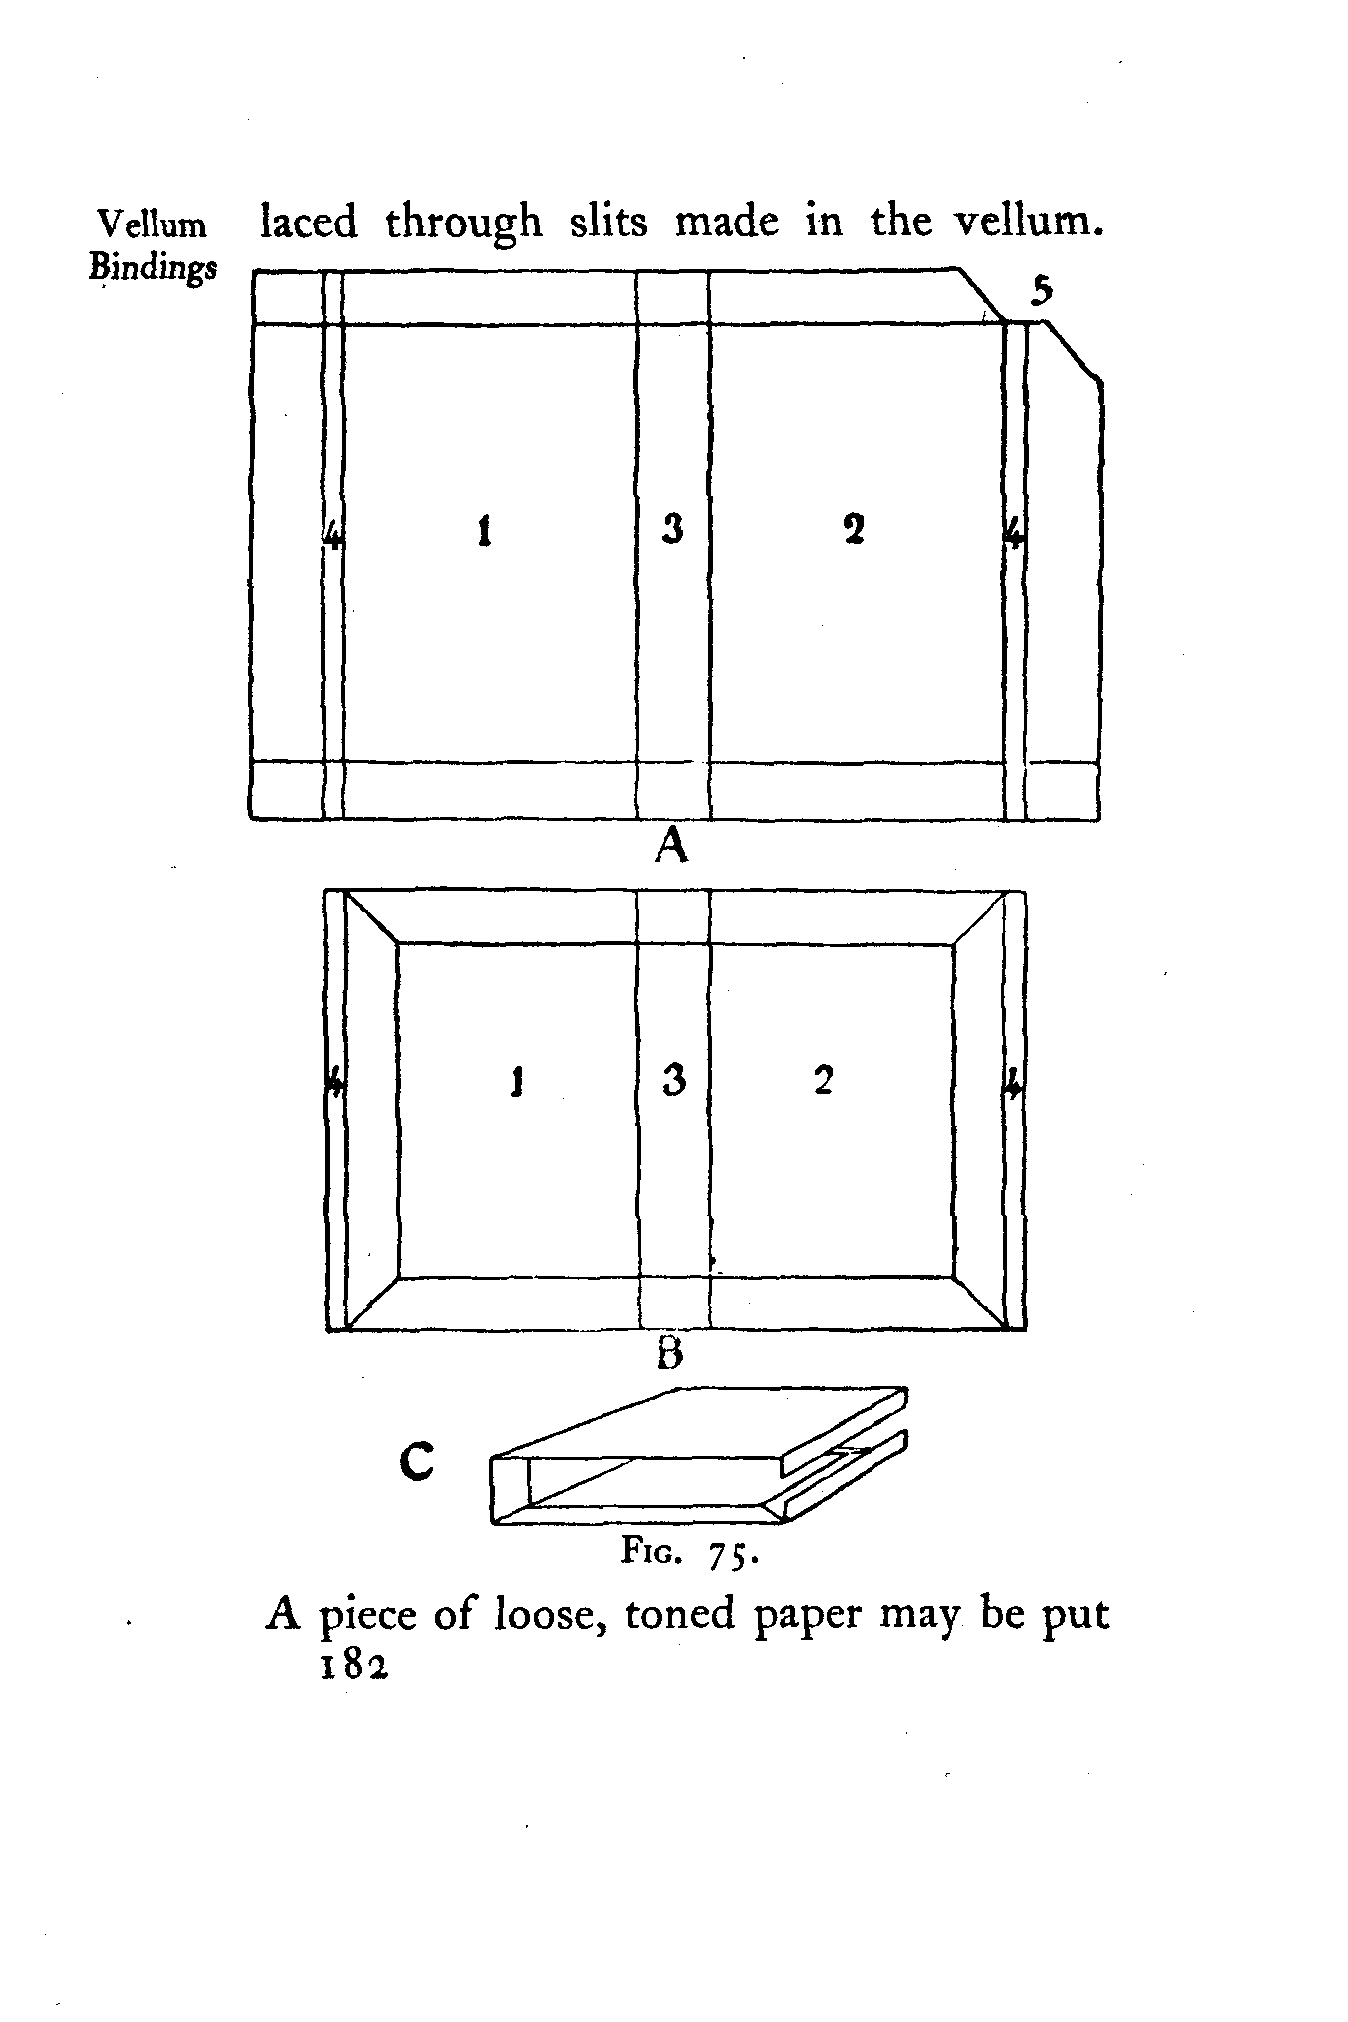 Vellum
Bindings
laced through slits made in the vellum.
5
4 1 3 2 4
A
4 1 3 2 4
B
C
FIG. 75.
A piece of loose, toned paper may be put
182